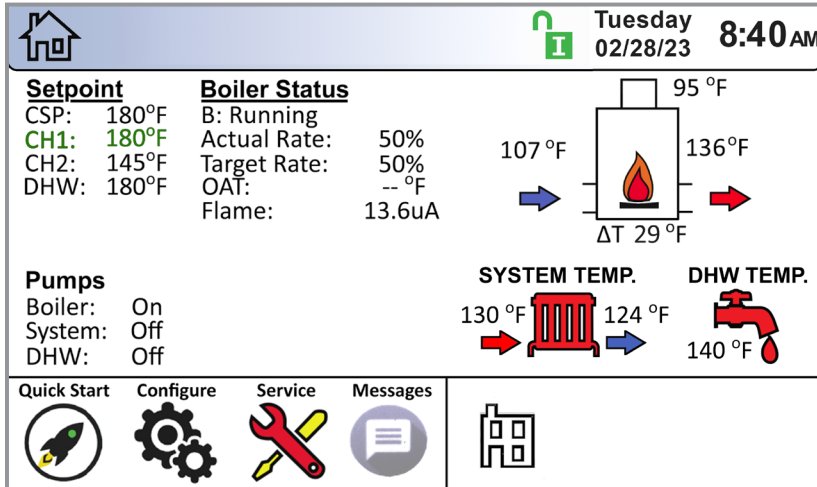 Tuesday
02/28/23
8:40 AM
Setpoint
CSP: 180°F
CH1: 180°F
CH2: 145°F
DHW: 180°F
Boiler Status
B: Running
Actual Rate: 50%
Target Rate: 50%
OAT: -- °F
Flame: 13.6uA
95 °F
107 °F
136°F
ΔT 29 °F
Pumps
Boiler: On
System: Off
DHW: Off
SYSTEM TEMP.
130 °F
124 °F
DHW TEMP.
140 °F
Quick Start
Configure
Service
Messages
I